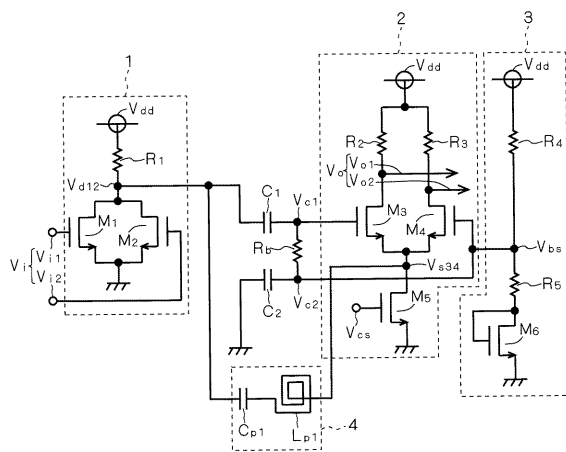 1
2
3
Vdd
Vdd
Vdd
R1
R2
R3
R4
Vo
Vo1
Vo2
Vd12
C1
Vc1
M1
M2
M3
M4
Vi
Vi1
Vi2
Rb
Vbs
Vs34
R5
C2
Vc2
M5
M6
Vcs
Cp1
Lp1
4